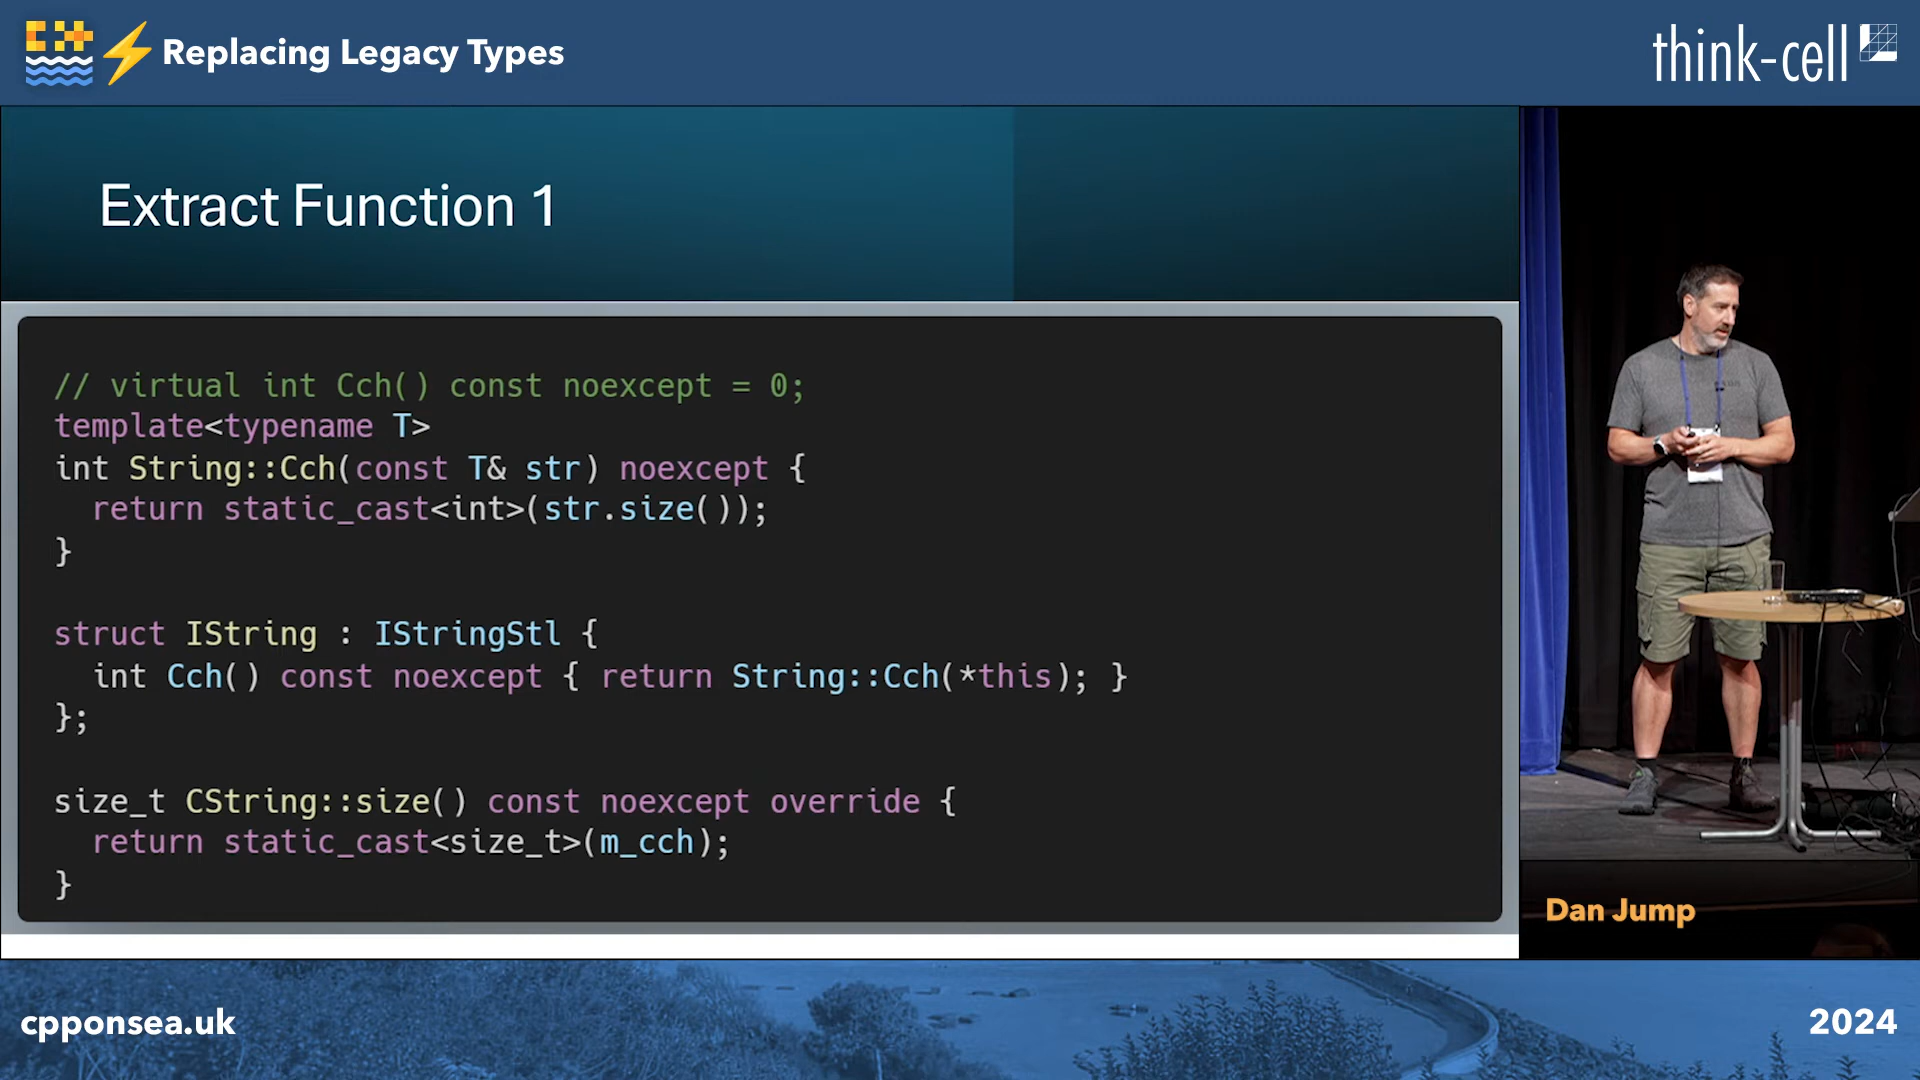 Replacing Legacy Types
think-cell
Extract Function 1
// virtual int Cch() const noexcept = 0;
template<typename T>
int String::Cch(const T& str) noexcept {
  return static_cast<int>(str.size());
}
struct IString : IStringStl {
  int Cch() const noexcept { return String::Cch(*this); }
};
size_t CString::size() const noexcept override {
  return static_cast<size_t>(m_cch);
}
Dan Jump
cpponsea.uk
2024